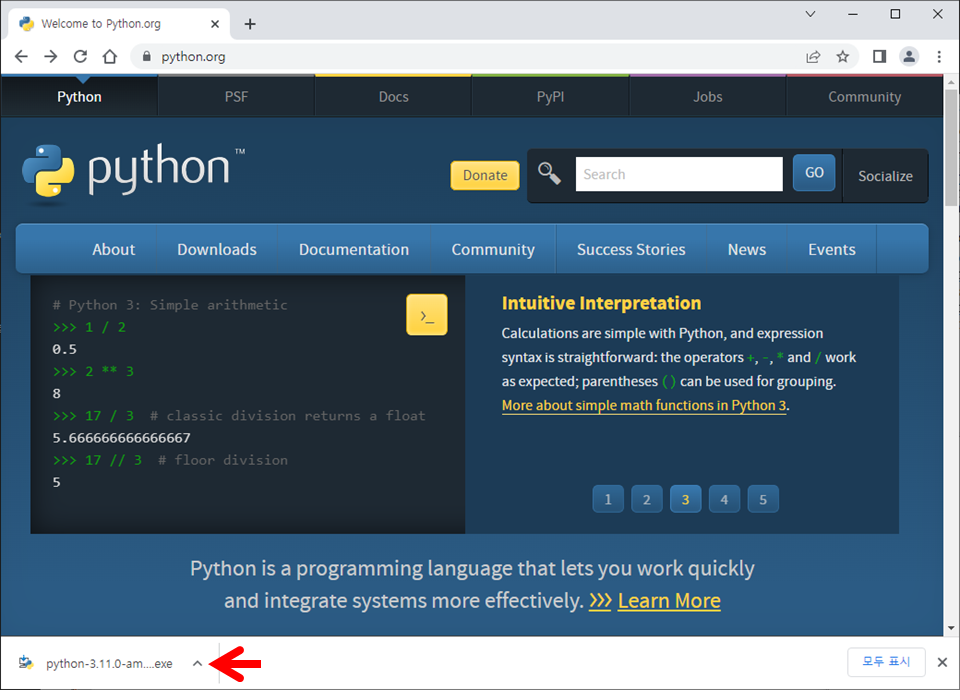 Welcome to Python.org
python.org
Python PSF Docs PyPI Jobs Community
python™
Donate
Search
GO
Socialize
About Downloads Documentation Community Success Stories News Events
# Python 3: Simple arithmetic
>>> 1 / 2
0.5
>>> 2 ** 3
8
>>> 17 / 3  # classic division returns a float
5.666666666666667
>>> 17 // 3  # floor division
5
>_
Intuitive Interpretation
Calculations are simple with Python, and expression
syntax is straightforward: the operators +, -, * and / work
as expected; parentheses () can be used for grouping.
More about simple math functions in Python 3.
1 2 3 4 5
Python is a programming language that lets you work quickly
and integrate systems more effectively. >>> Learn More
python-3.11.0-am....exe
모두 표시